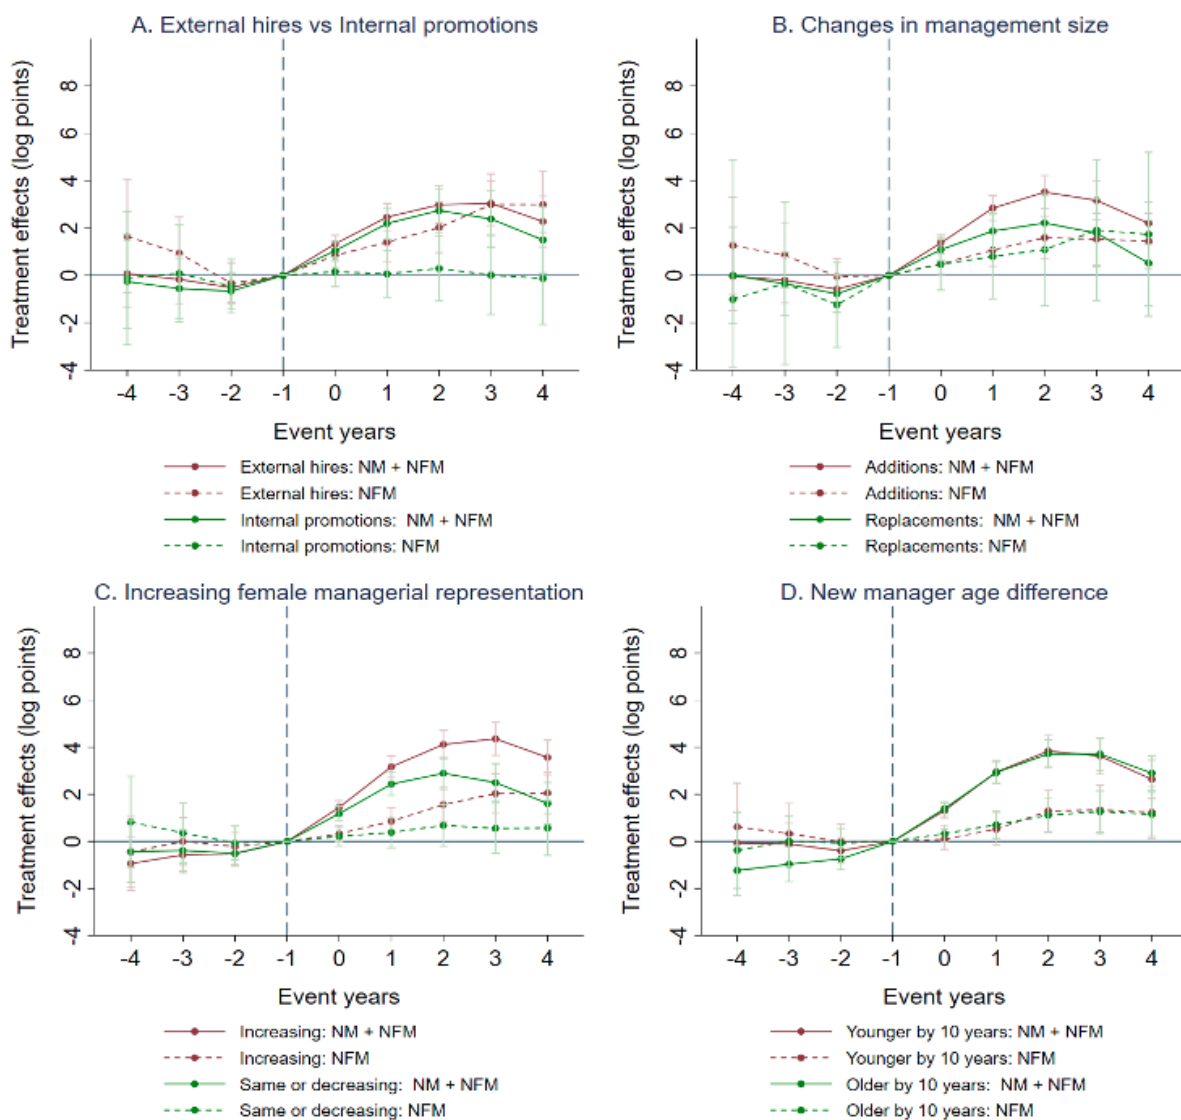 A. External hires vs Internal promotions
Treatment effects (log points)
8
6
4
2
0
-2
-4
-4 -3 -2 -1 0 1 2 3 4
Event years
External hires: NM + NFM
External hires: NFM
Internal promotions: NM + NFM
Internal promotions: NFM
B. Changes in management size
Treatment effects (log points)
8
6
4
2
0
-2
-4
-4 -3 -2 -1 0 1 2 3 4
Event years
Additions: NM + NFM
Additions: NFM
Replacements: NM + NFM
Replacements: NFM
C. Increasing female managerial representation
Treatment effects (log points)
8
6
4
2
0
-2
-4
-4 -3 -2 -1 0 1 2 3 4
Event years
Increasing: NM + NFM
Increasing: NFM
Same or decreasing: NM + NFM
Same or decreasing: NFM
D. New manager age difference
Treatment effects (log points)
8
6
4
2
0
-2
-4
-4 -3 -2 -1 0 1 2 3 4
Event years
Younger by 10 years: NM + NFM
Younger by 10 years: NFM
Older by 10 years: NM + NFM
Older by 10 years: NFM